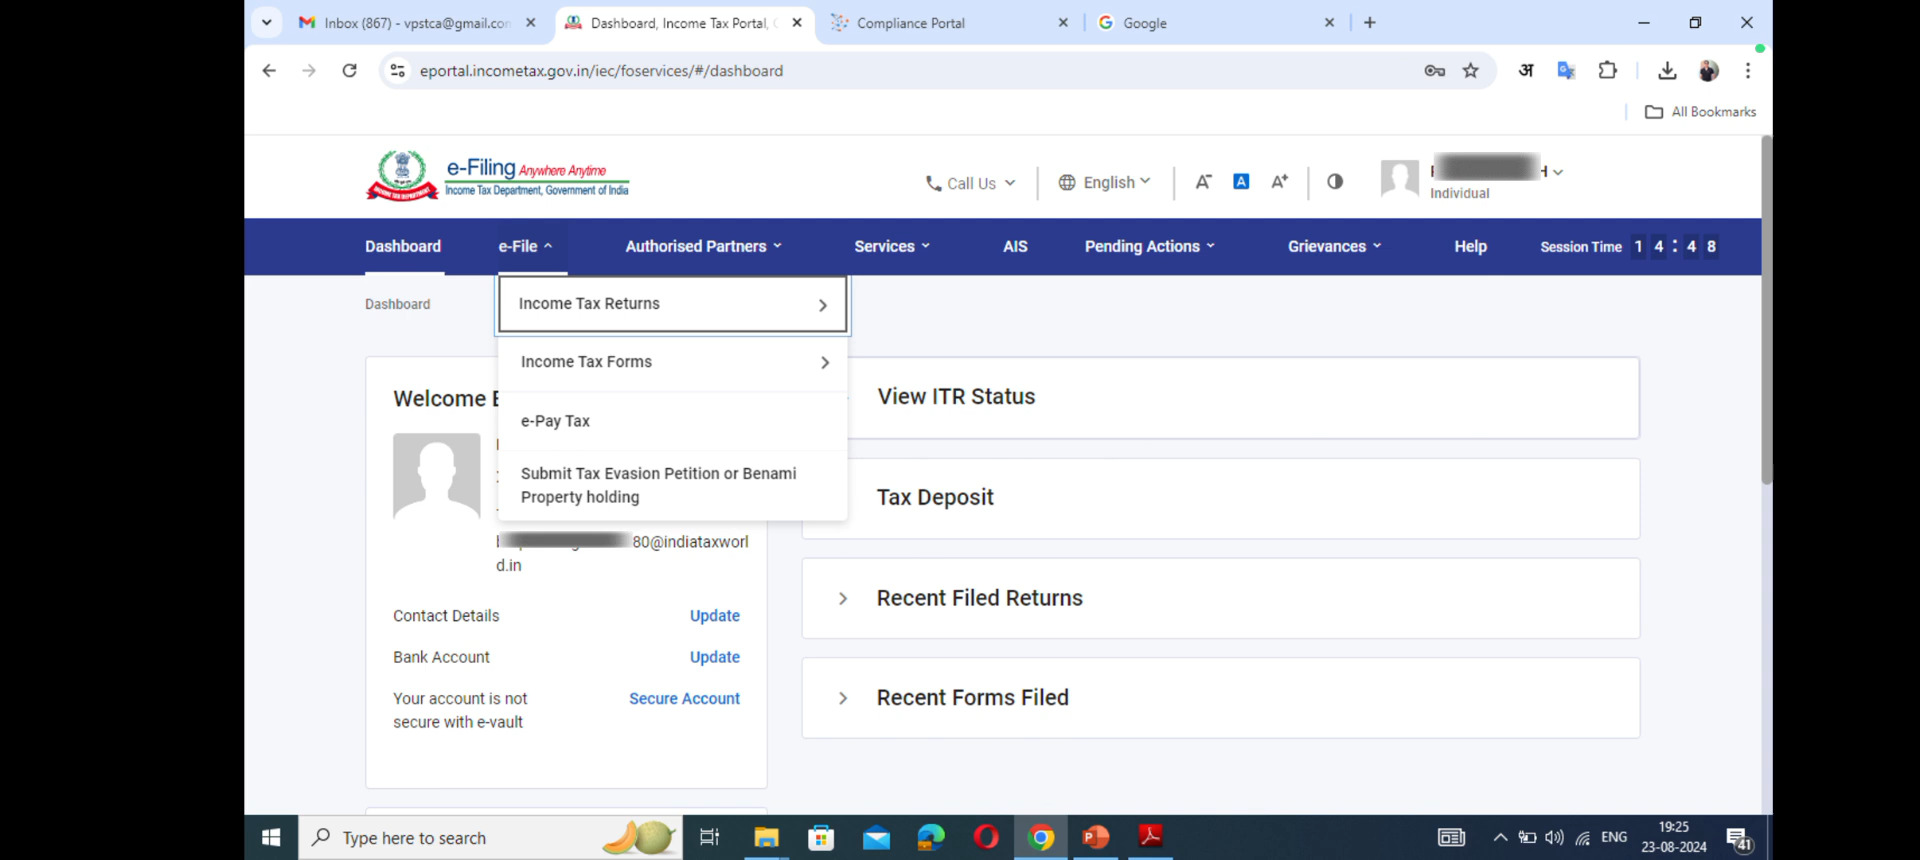 Inbox (867) - vpstca@gmail.con
Dashboard, Income Tax Portal,
Compliance Portal
Google
eportal.incometax.gov.in/iec/foservices/#/dashboard
अ
All Bookmarks
e-Filing Anywhere Anytime
Income Tax Department, Government of India
Call Us
English
A-
A
A+
H
Individual
Dashboard
e-File
Authorised Partners
Services
AIS
Pending Actions
Grievances
Help
Session Time 1 4 : 4 8
Income Tax Returns
Dashboard
Income Tax Forms
Welcome
View ITR Status
e-Pay Tax
Submit Tax Evasion Petition or Benami
Property holding
Tax Deposit
80@indiataxworl
d.in
Recent Filed Returns
Contact Details
Update
Bank Account
Update
Your account is not
secure with e-vault
Secure Account
Recent Forms Filed
Type here to search
ENG
19:25
23-08-2024
41